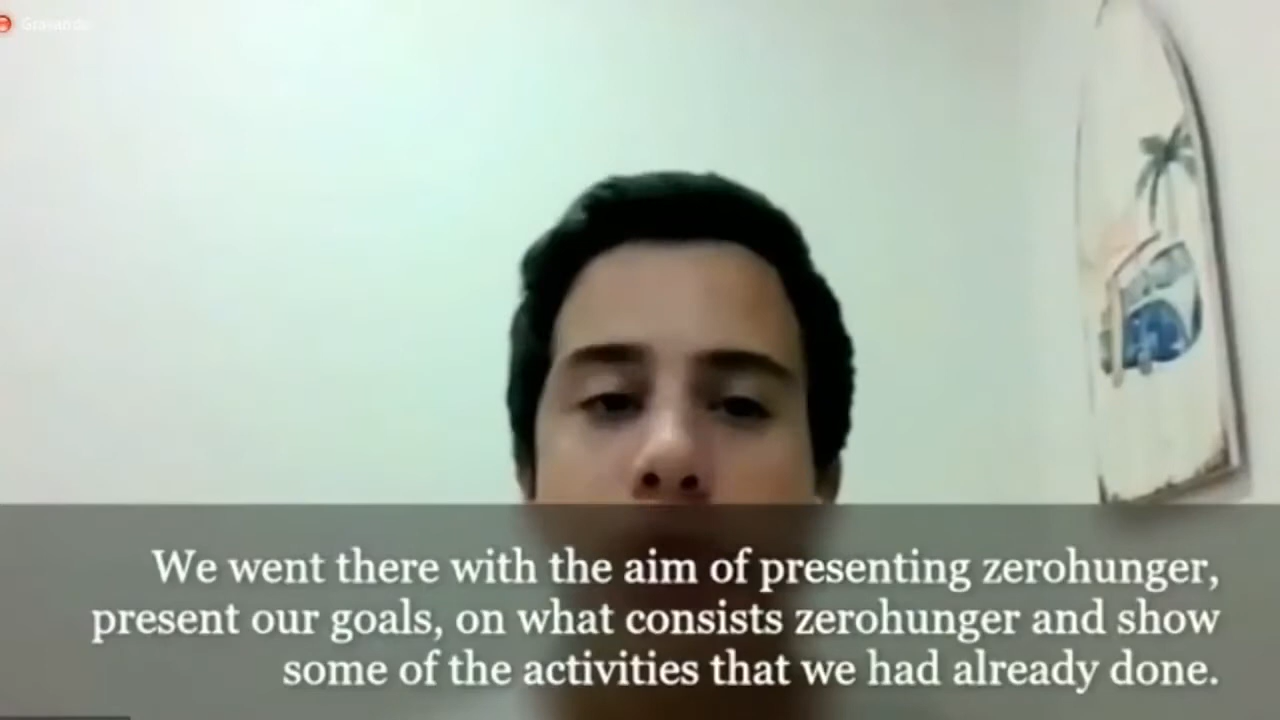 Gravando
We went there with the aim of presenting zerohunger,
present our goals, on what consists zerohunger and show
some of the activities that we had already done.